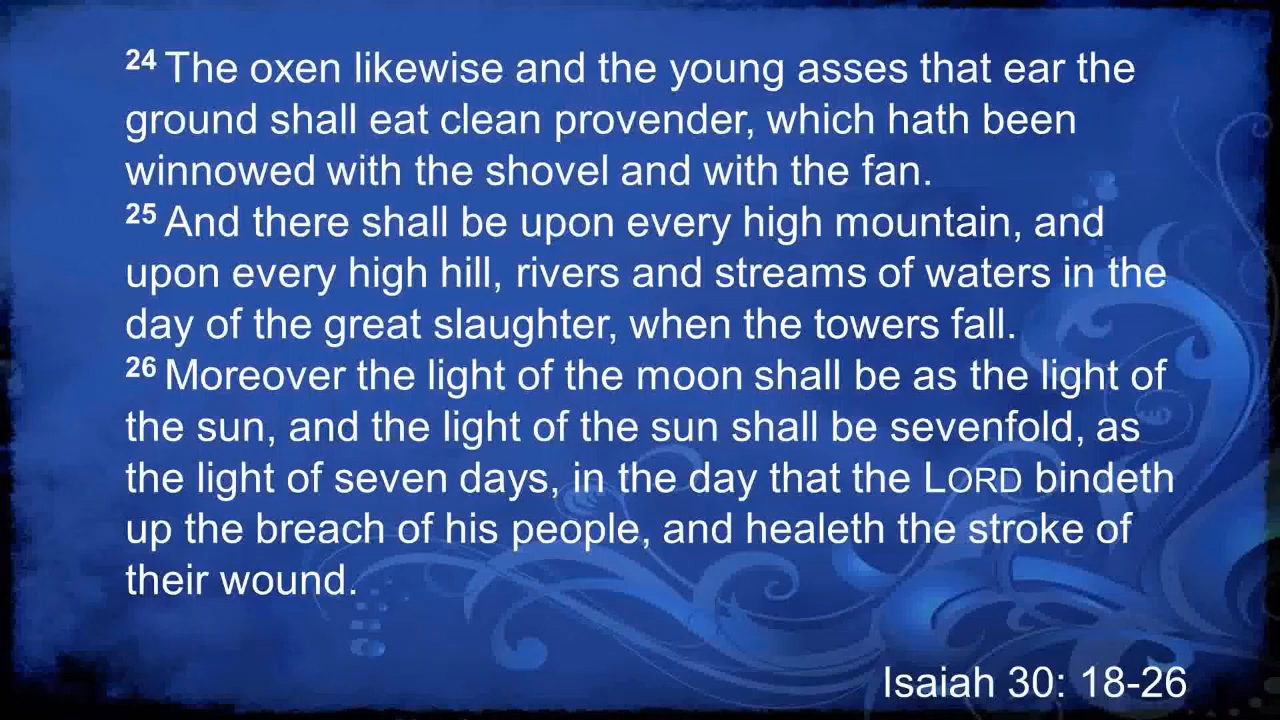 24 The oxen likewise and the young asses that ear the
ground shall eat clean provender, which hath been
winnowed with the shovel and with the fan.
25 And there shall be upon every high mountain, and
upon every high hill, rivers and streams of waters in the
day of the great slaughter, when the towers fall.
26 Moreover the light of the moon shall be as the light of
the sun, and the light of the sun shall be sevenfold, as
the light of seven days, in the day that the LORD bindeth
up the breach of his people, and healeth the stroke of
their wound.
Isaiah 30: 18-26